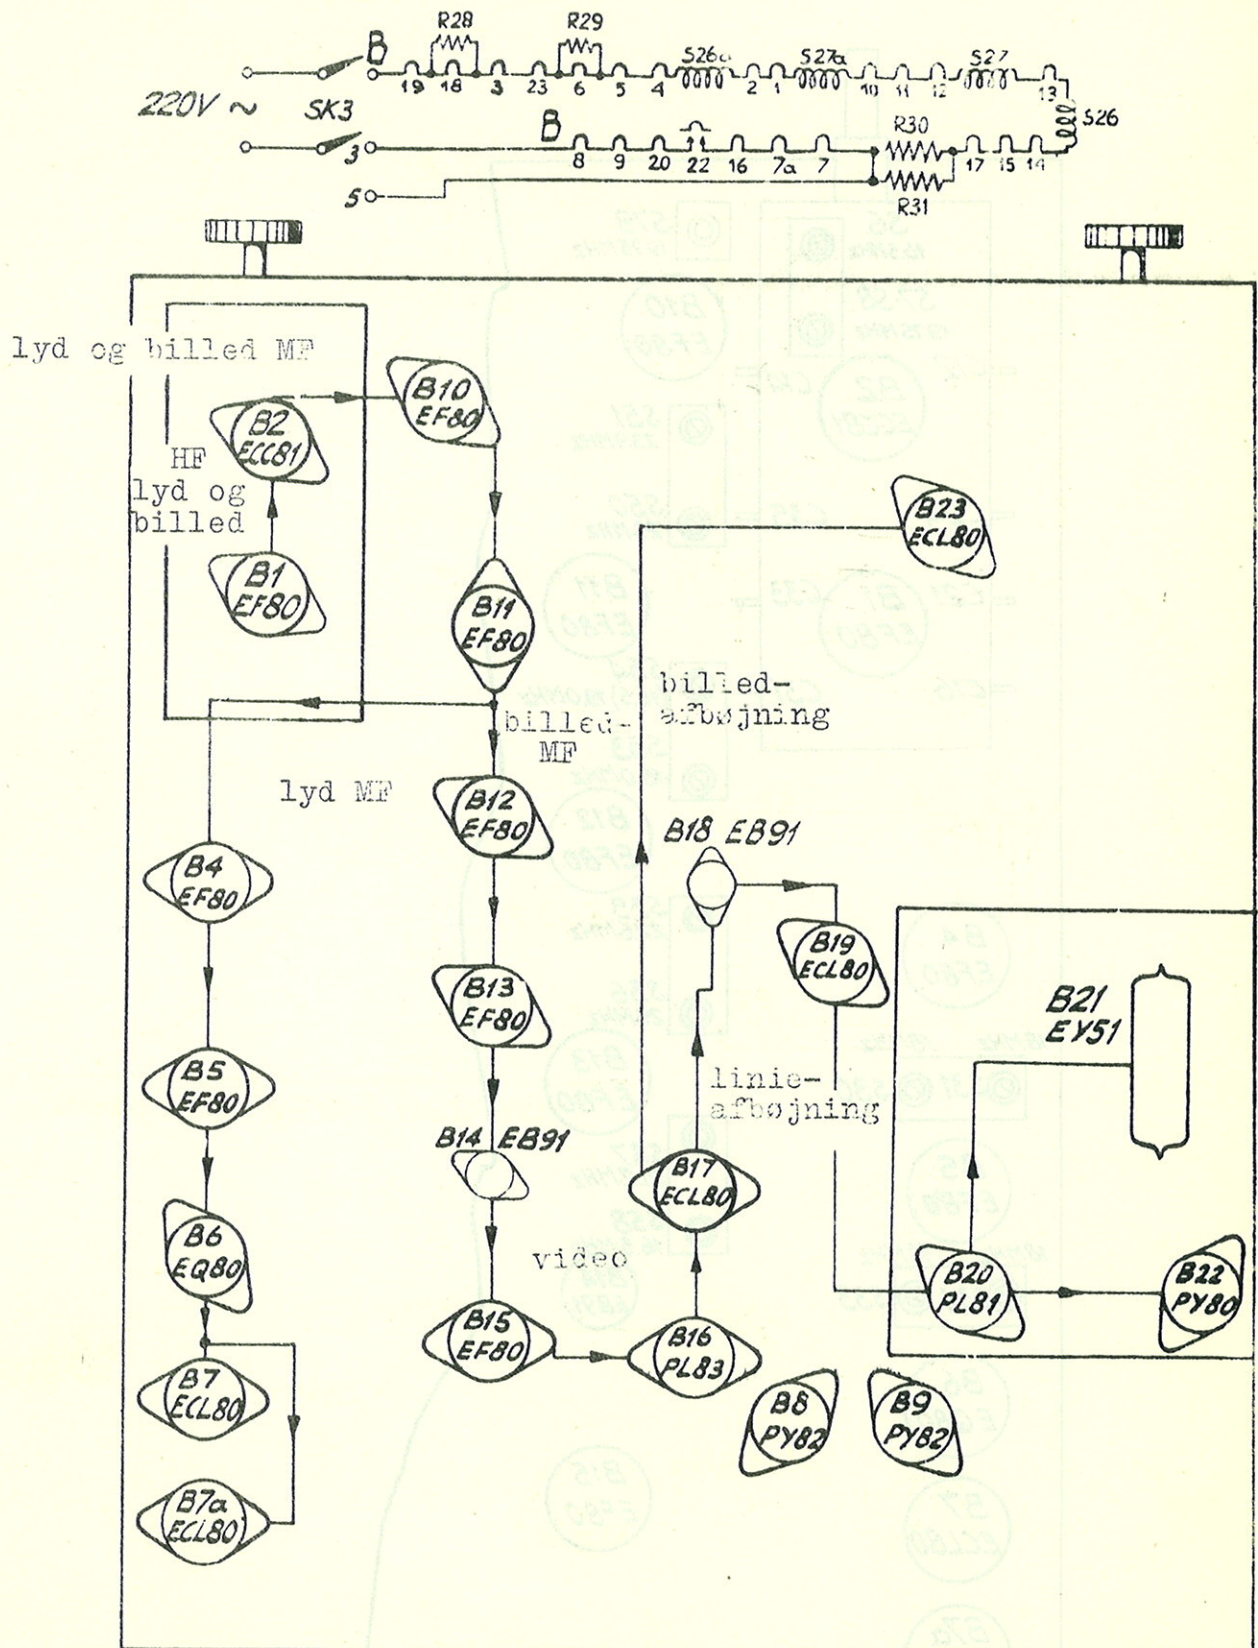 R28 R29
B S26a S27a S27
19 18 3 23 6 5 4 2 1 10 11 12 13
220V ~ SK3
S26
B R30
3 8 9 20 22 16 7a 7 17 15 14
5 R31
lyd og billed MF
B10
EF80
B2
ECC81
HF
lyd og
billed
B1
EF80
B23
ECL80
B11
EF80
billed-
afbøjning
billed-
MF
lyd MF
B12
EF80
B18 EB91
B4
EF80
B19
ECL80
B13
EF80
B21
EY51
B5
EF80
linie-
afbøjning
B14 EB91
B17
ECL80
B6
EQ80
video
B20
PL81
B22
PY80
B15
EF80
B16
PL83
B7
ECL80
B8
PY82
B9
PY82
B7a
ECL80